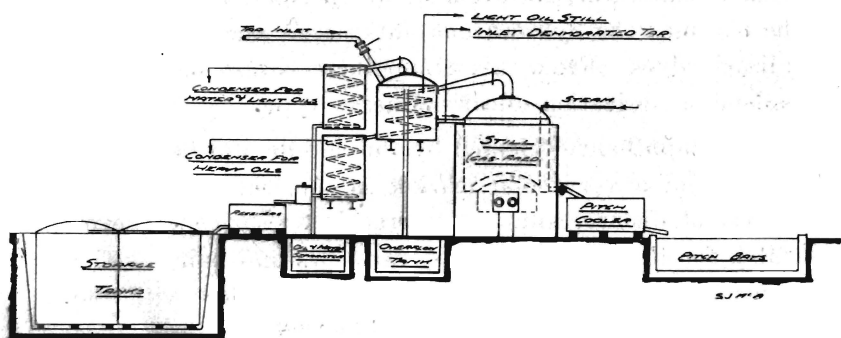 LIGHT OIL STILL
TAR INLET
INLET DEHYDRATED TAR
CONDENSER FOR
WATER & LIGHT OILS
STEAM
STILL
(GAS-FIRED)
CONDENSER FOR
HEAVY OILS
RECEIVERS
PITCH
COOLER
STORAGE
TANKS
OIL & WATER
SEPARATOR
OVERFLOW
TANK
PITCH BAYS